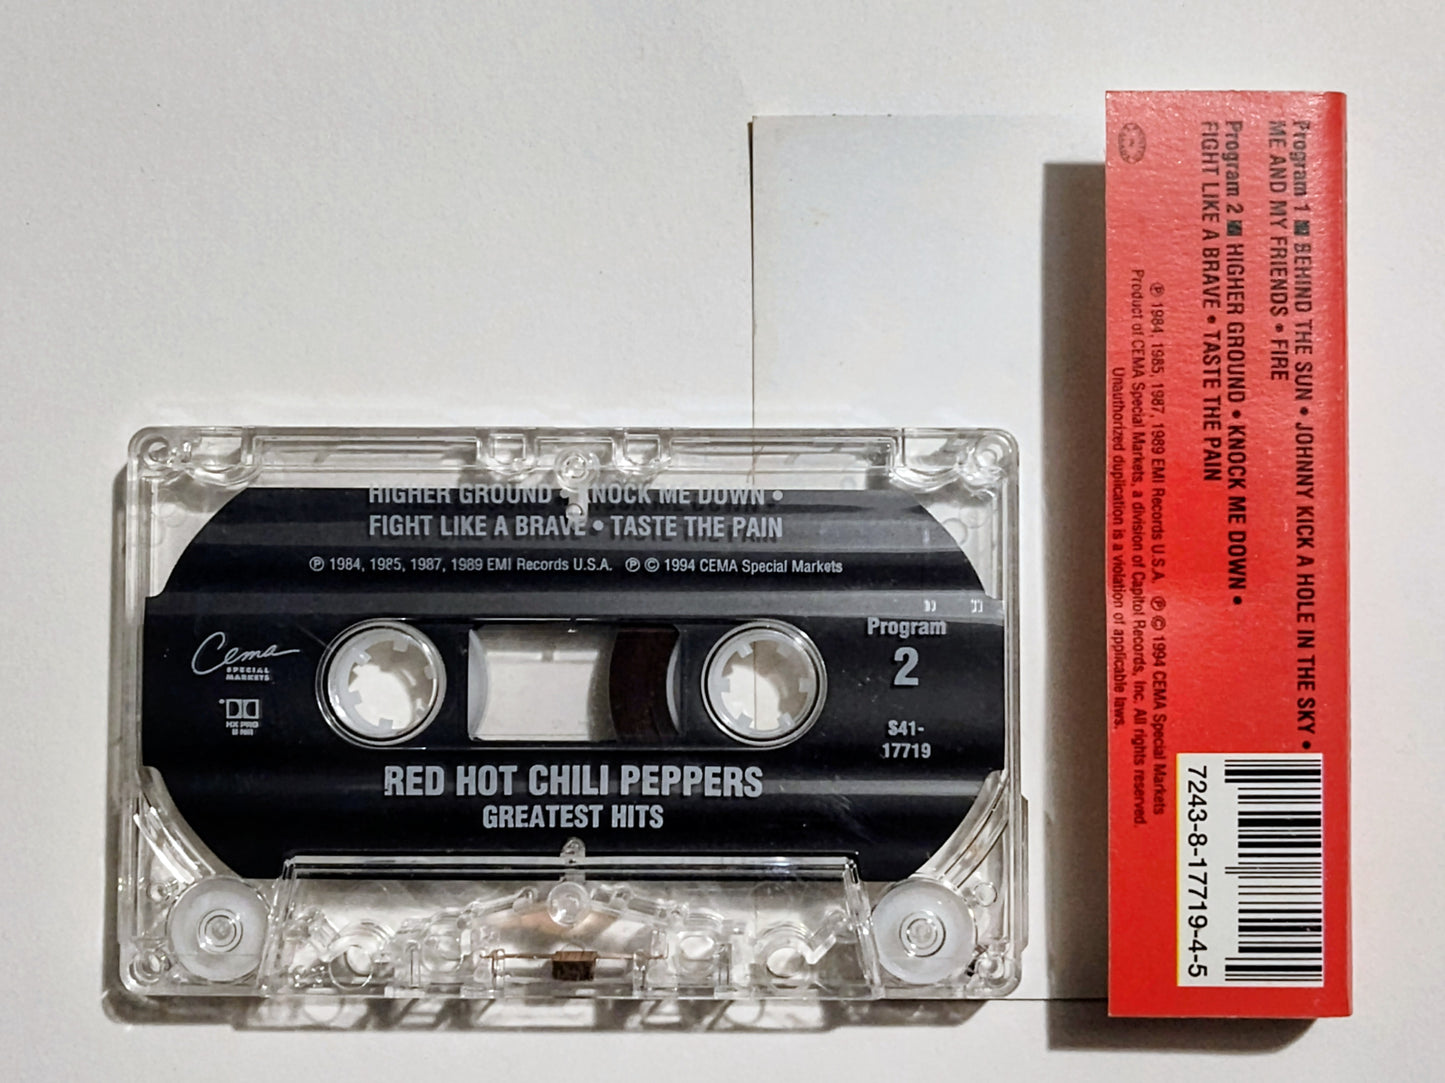 HIGHER GROUND • KNOCK ME DOWN •
FIGHT LIKE A BRAVE • TASTE THE PAIN
℗ 1984, 1985, 1987, 1989 EMI Records U.S.A. ℗ © 1994 CEMA Special Markets
Cema
SPECIAL
MARKETS
HX PRO
B NR
Program
2
S41-
17719
RED HOT CHILI PEPPERS
GREATEST HITS
Program 1 ■ BEHIND THE SUN • JOHNNY KICK A HOLE IN THE SKY •
ME AND MY FRIENDS • FIRE
Program 2 ■ HIGHER GROUND • KNOCK ME DOWN •
FIGHT LIKE A BRAVE • TASTE THE PAIN
℗ 1984, 1985, 1987, 1989 EMI Records U.S.A. ℗ © 1994 CEMA Special Markets
Product of CEMA Special Markets, a division of Capitol Records, Inc. All rights reserved.
Unauthorized duplication is a violation of applicable laws.
7243-8-17719-4-5